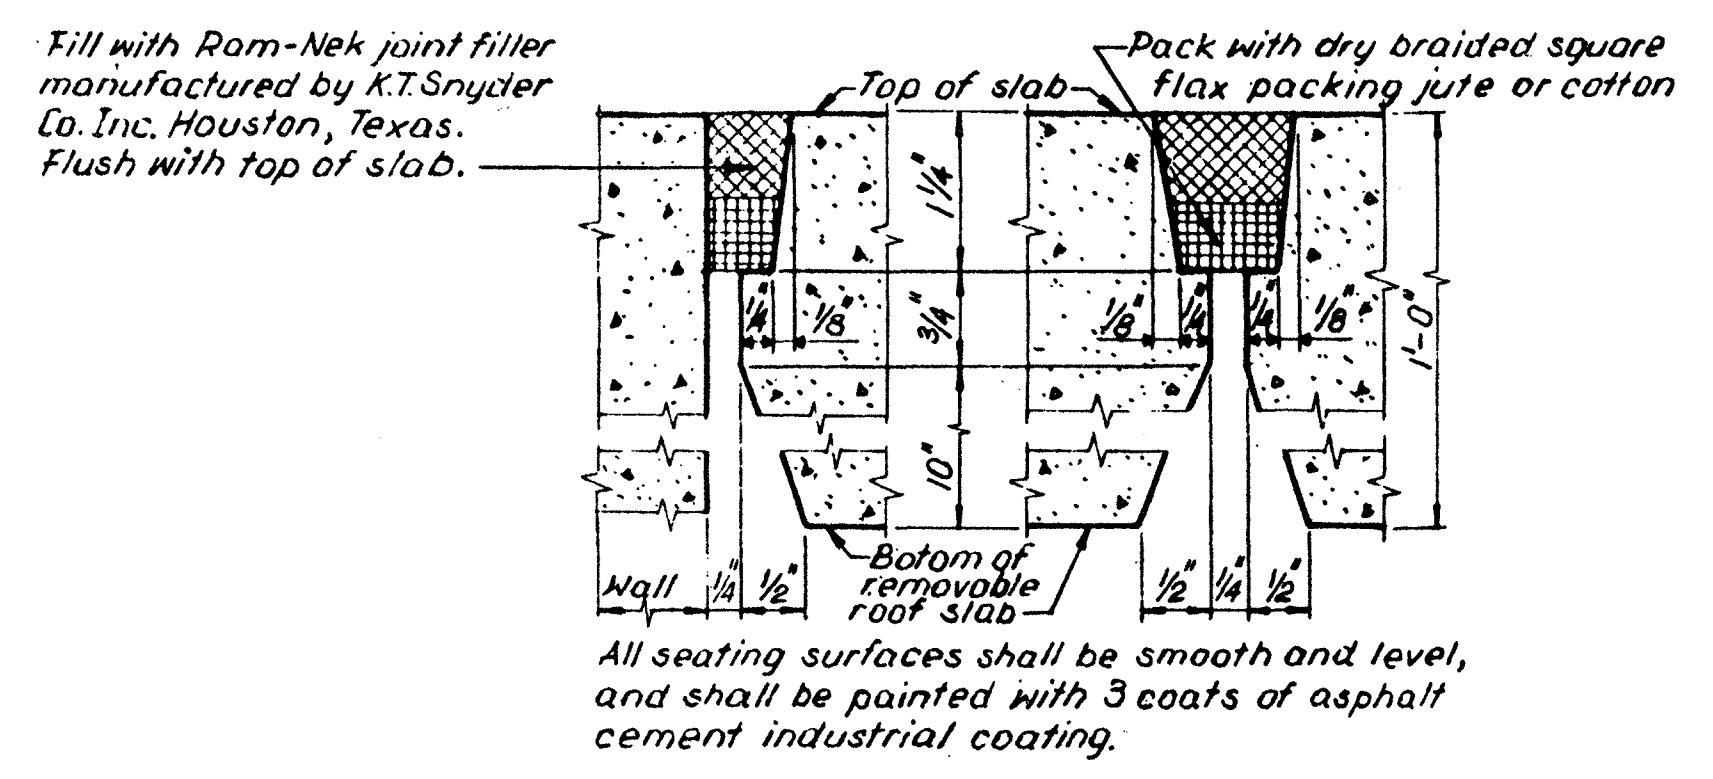 Fill with Ram-Nek joint filler
manufactured by K.T. Snyder
Co. Inc. Houston, Texas.
Flush with top of slab.
Top of slab
Pack with dry braided square
flax packing jute or cotton
1 1/4"
3/4"
10"
1/4"
1/8"
1/8"
1/4"
1/4"
1/8"
1'-0"
Wall
1/4"
1/2"
Botom of
removable
roof slab
1/2"
1/4"
1/2"
All seating surfaces shall be smooth and level,
and shall be painted with 3 coats of asphalt
cement industrial coating.